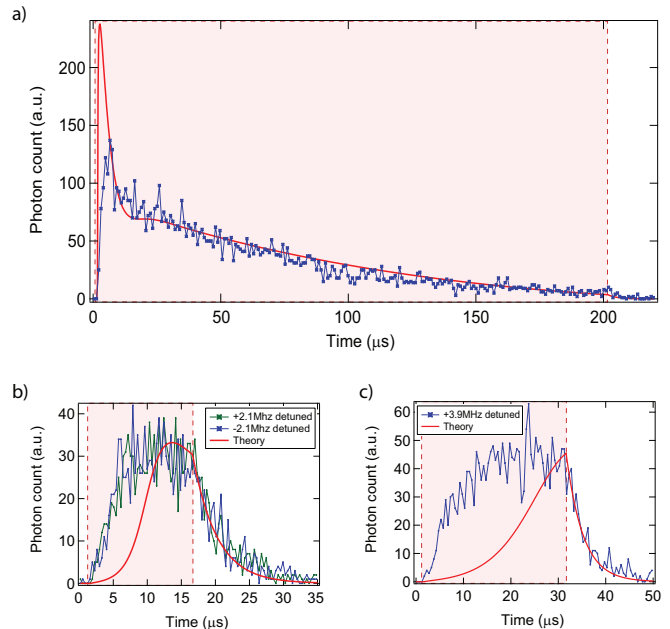 a)
Photon count (a.u.)
200
150
100
50
0
0
50
100
150
200
Time (μs)
b)
Photon count (a.u.)
40
30
20
10
0
+2.1Mhz detuned
-2.1Mhz detuned
Theory
0
5
10
15
20
25
30
35
Time (μs)
c)
Photon count (a.u.)
60
50
40
30
20
10
0
+3.9MHz detuned
Theory
0
10
20
30
40
50
Time (μs)